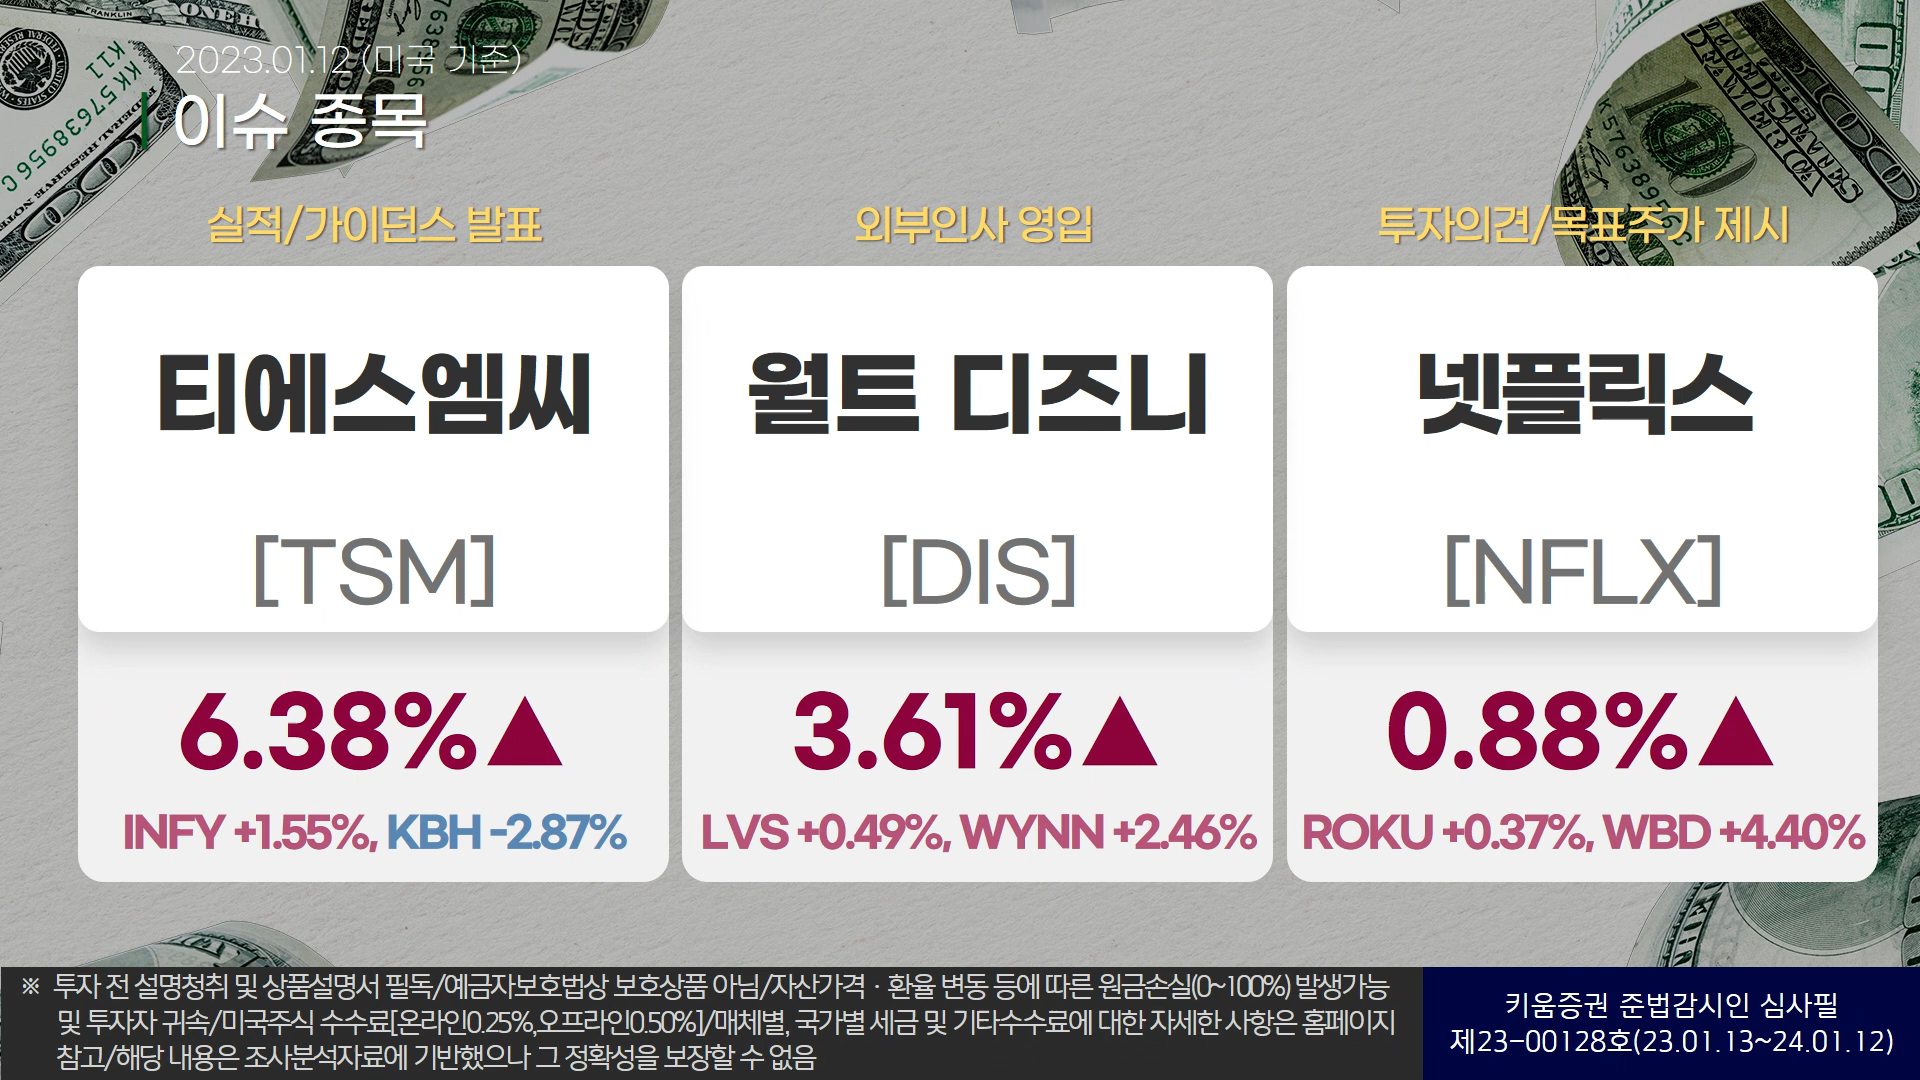 2023.01.12 (미국 기준)
이슈 종목
실적/가이던스 발표
외부인사 영입
투자의견/목표주가 제시
티에스엠씨
월트 디즈니
넷플릭스
[TSM]
[DIS]
[NFLX]
6.38%▲
3.61%▲
0.88%▲
INFY +1.55%, KBH -2.87%
LVS +0.49%, WYNN +2.46%
ROKU +0.37%, WBD +4.40%
※ 투자 전 설명청취 및 상품설명서 필독/예금자보호법상 보호상품 아님/자산가격 · 환율 변동 등에 따른 원금손실(0~100%) 발생가능
및 투자자 귀속/미국주식 수수료[온라인0.25%,오프라인0.50%]/매체별, 국가별 세금 및 기타수수료에 대한 자세한 사항은 홈페이지
참고/해당 내용은 조사분석자료에 기반했으나 그 정확성을 보장할 수 없음
키움증권 준법감시인 심사필
제23-00128호(23.01.13~24.01.12)
FRANKLIN
KK 57638956 C
K11